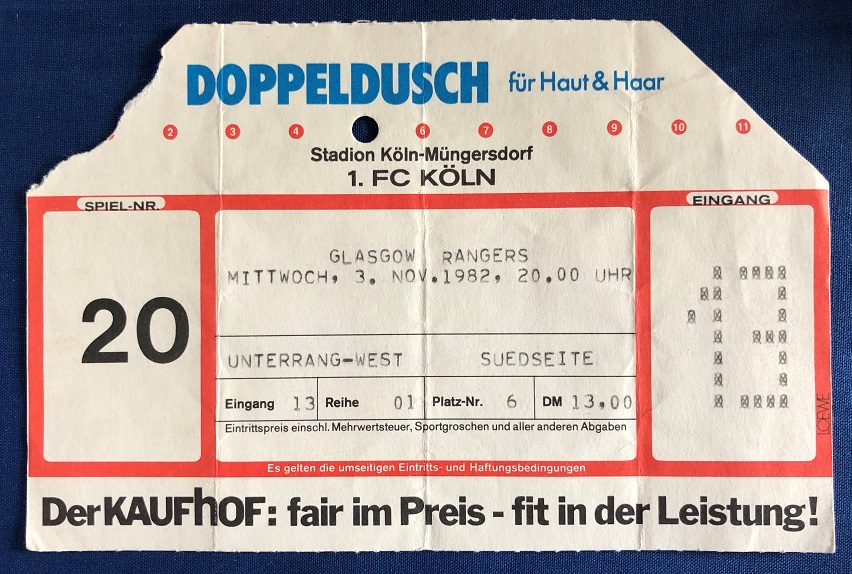 DOPPELDUSCH für Haut & Haar
2 3 4 6 7 8 9 10 11
Stadion Köln-Müngersdorf
1. FC KÖLN
SPIEL-NR.
20
GLASGOW RANGERS
MITTWOCH, 3. NOV.1982, 20.00 UHR
UNTERRANG-WEST SUEDSEITE
Eingang 13 Reihe 01 Platz-Nr. 6 DM 13,00
Eintrittspreis einschl. Mehrwertsteuer, Sportgroschen und aller anderen Abgaben
EINGANG
13
LOEWE
Es gelten die umseitigen Eintritts- und Haftungsbedingungen
Der KAUFhOF: fair im Preis - fit in der Leistung!